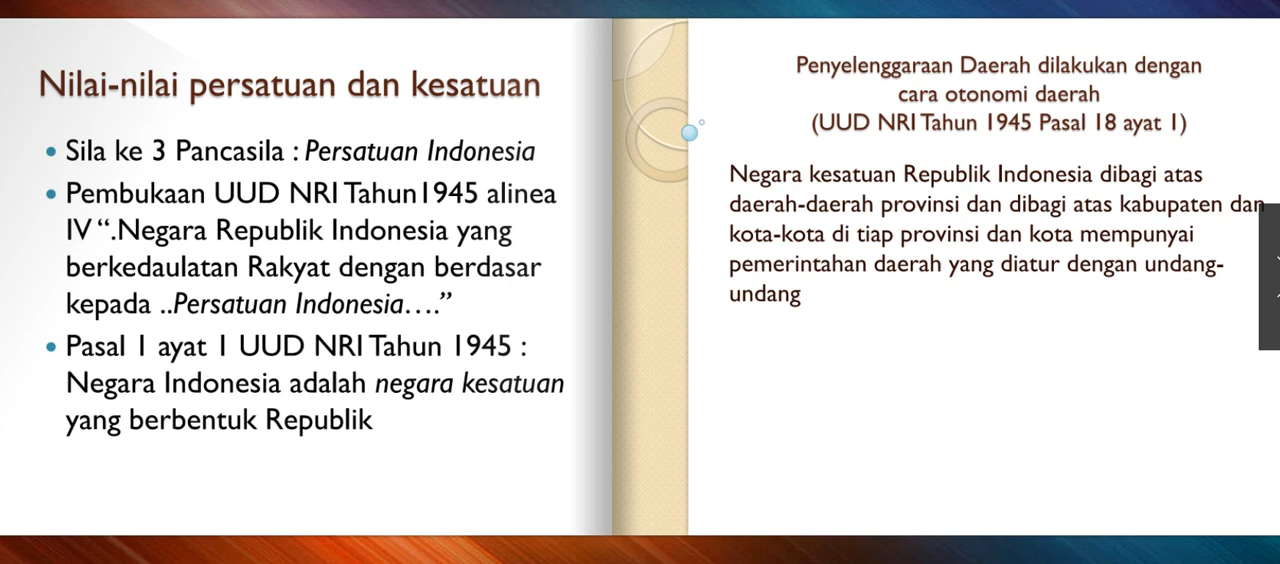 Nilai-nilai persatuan dan kesatuan
• Sila ke 3 Pancasila : Persatuan Indonesia
• Pembukaan UUD NRI Tahun1945 alinea
IV “.Negara Republik Indonesia yang
berkedaulatan Rakyat dengan berdasar
kepada ..Persatuan Indonesia….”
• Pasal 1 ayat 1 UUD NRI Tahun 1945 :
Negara Indonesia adalah negara kesatuan
yang berbentuk Republik
Penyelenggaraan Daerah dilakukan dengan
cara otonomi daerah
(UUD NRI Tahun 1945 Pasal 18 ayat 1)
Negara kesatuan Republik Indonesia dibagi atas
daerah-daerah provinsi dan dibagi atas kabupaten dan
kota-kota di tiap provinsi dan kota mempunyai
pemerintahan daerah yang diatur dengan undang-
undang